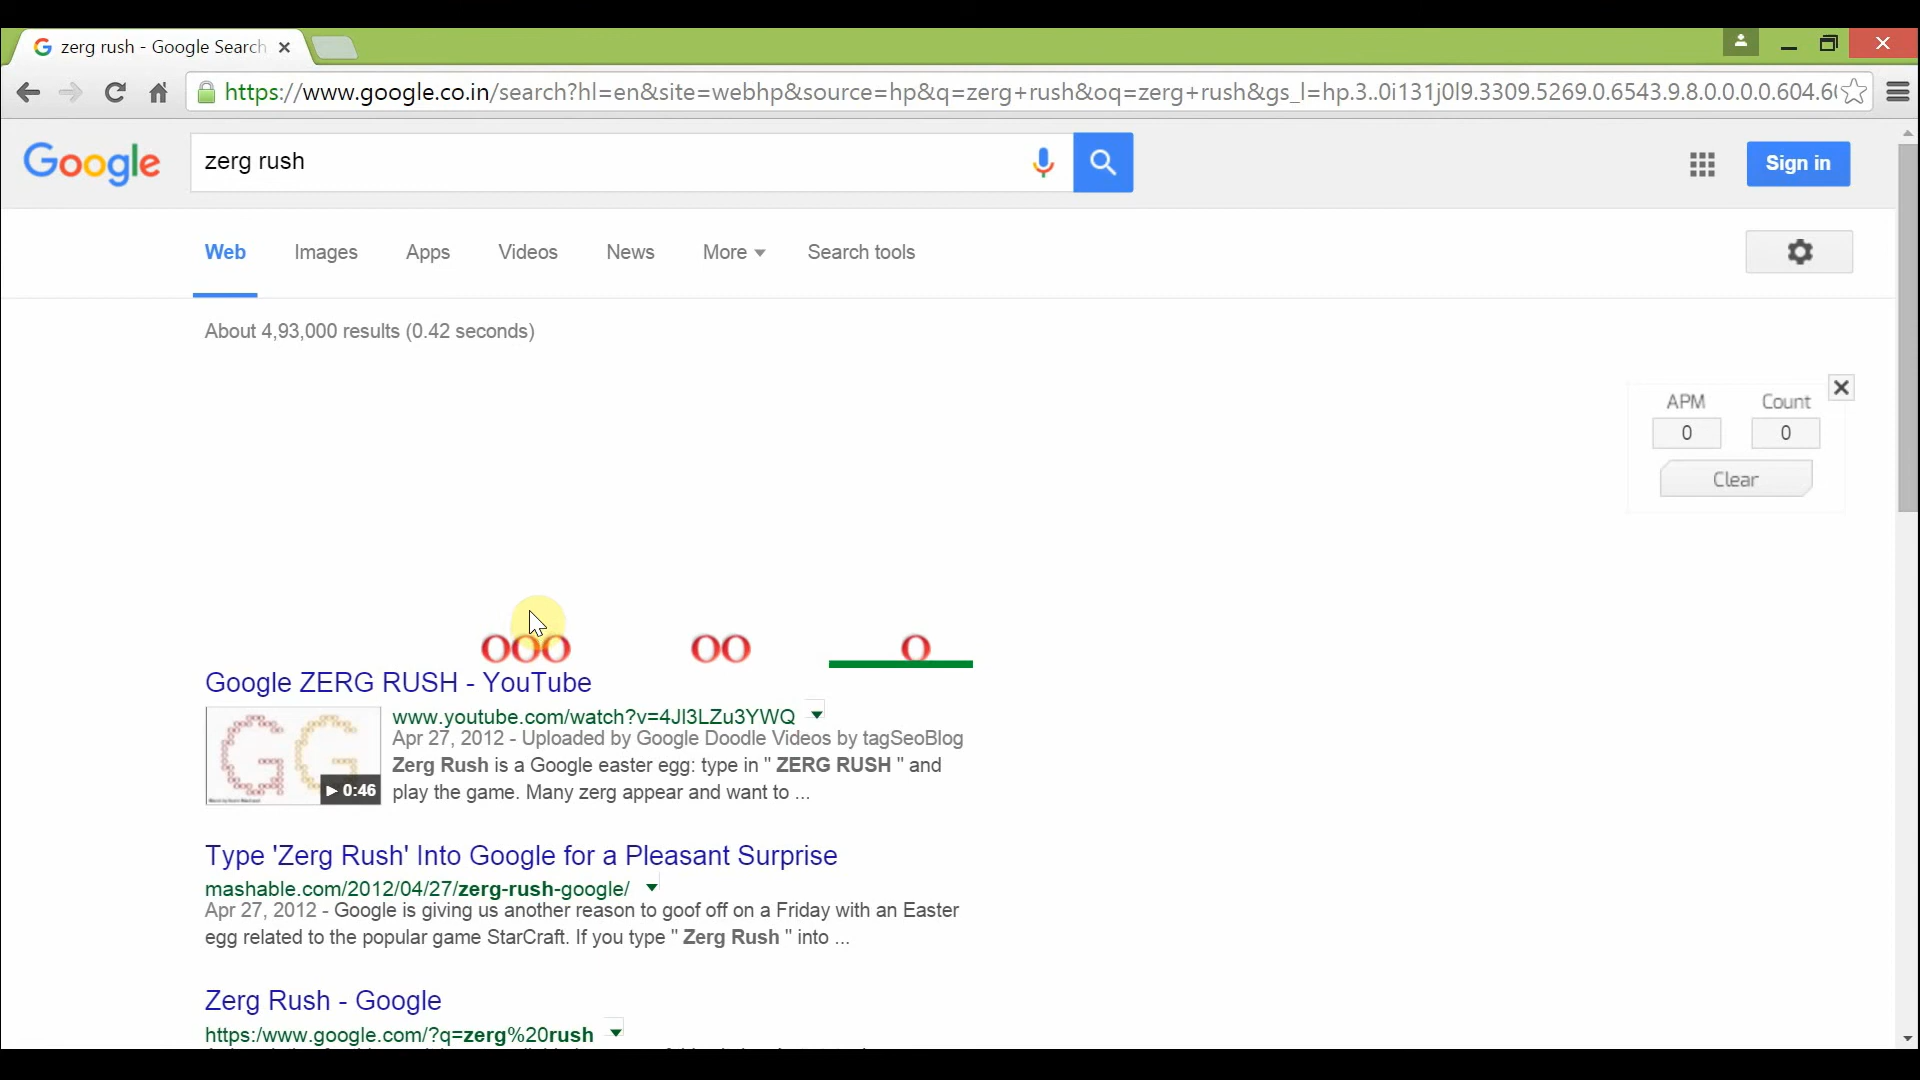 zerg rush - Google Search
https://www.google.co.in/search?hl=en&site=webhp&source=hp&q=zerg+rush&oq=zerg+rush&gs_l=hp.3..0i131j0l9.3309.5269.0.6543.9.8.0.0.0.0.604.6
Google
zerg rush
Sign in
Web Images Apps Videos News More Search tools
About 4,93,000 results (0.42 seconds)
APM Count
0 0
Clear
OOO OO O
Google ZERG RUSH - YouTube
www.youtube.com/watch?v=4Jl3LZu3YWQ
Apr 27, 2012 - Uploaded by Google Doodle Videos by tagSeoBlog
Zerg Rush is a Google easter egg: type in " ZERG RUSH " and
play the game. Many zerg appear and want to ...
0:46
Type 'Zerg Rush' Into Google for a Pleasant Surprise
mashable.com/2012/04/27/zerg-rush-google/
Apr 27, 2012 - Google is giving us another reason to goof off on a Friday with an Easter
egg related to the popular game StarCraft. If you type " Zerg Rush " into ...
Zerg Rush - Google
https:/www.google.com/?q=zerg%20rush